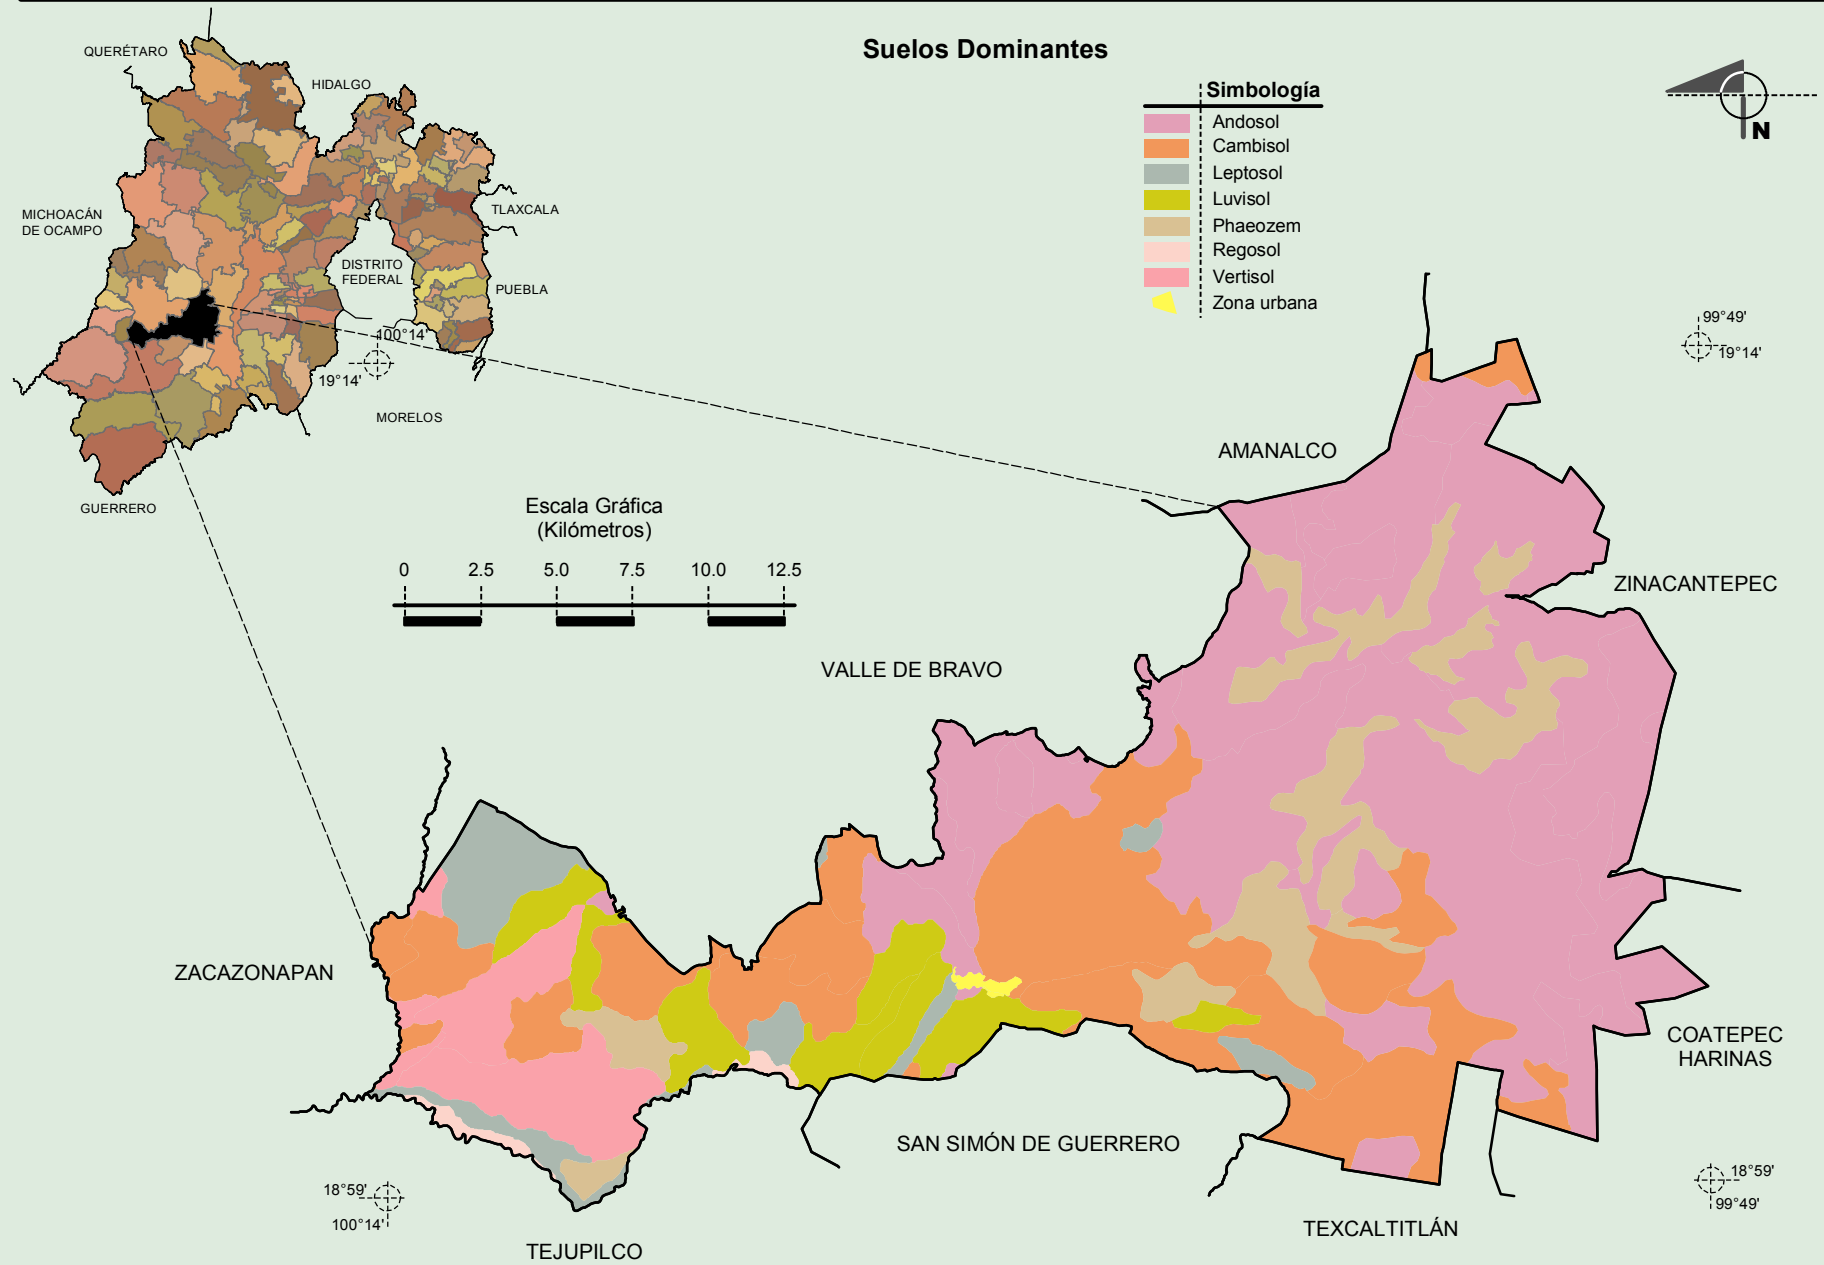 Suelos Dominantes
QUERÉTARO
HIDALGO
MICHOACÁN
DE OCAMPO
TLAXCALA
DISTRITO
FEDERAL
PUEBLA
100°14'
19°14'
MORELOS
GUERRERO
Simbología
Andosol
Cambisol
Leptosol
Luvisol
Phaeozem
Regosol
Vertisol
Zona urbana
N
99°49'
19°14'
Escala Gráfica
(Kilómetros)
0 2.5 5.0 7.5 10.0 12.5
AMANALCO
ZINACANTEPEC
VALLE DE BRAVO
ZACAZONAPAN
COATEPEC
HARINAS
SAN SIMÓN DE GUERRERO
18°59'
100°14'
18°59'
99°49'
TEXCALTITLÁN
TEJUPILCO